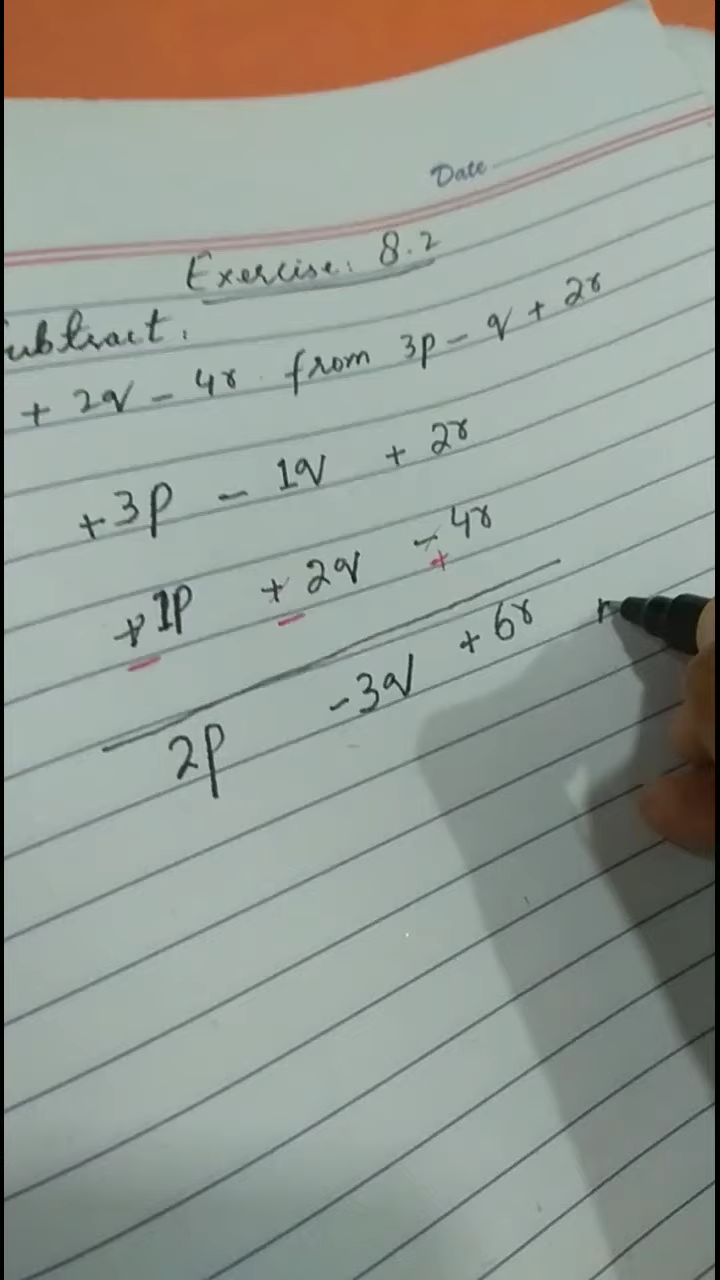 Date
Exercise: 8.2
ubtract.
+ 2q - 4r from 3p - q + 2r
+3p - 1q + 2r
+1p + 2q - 4r
- - +
2p - 3q + 6r